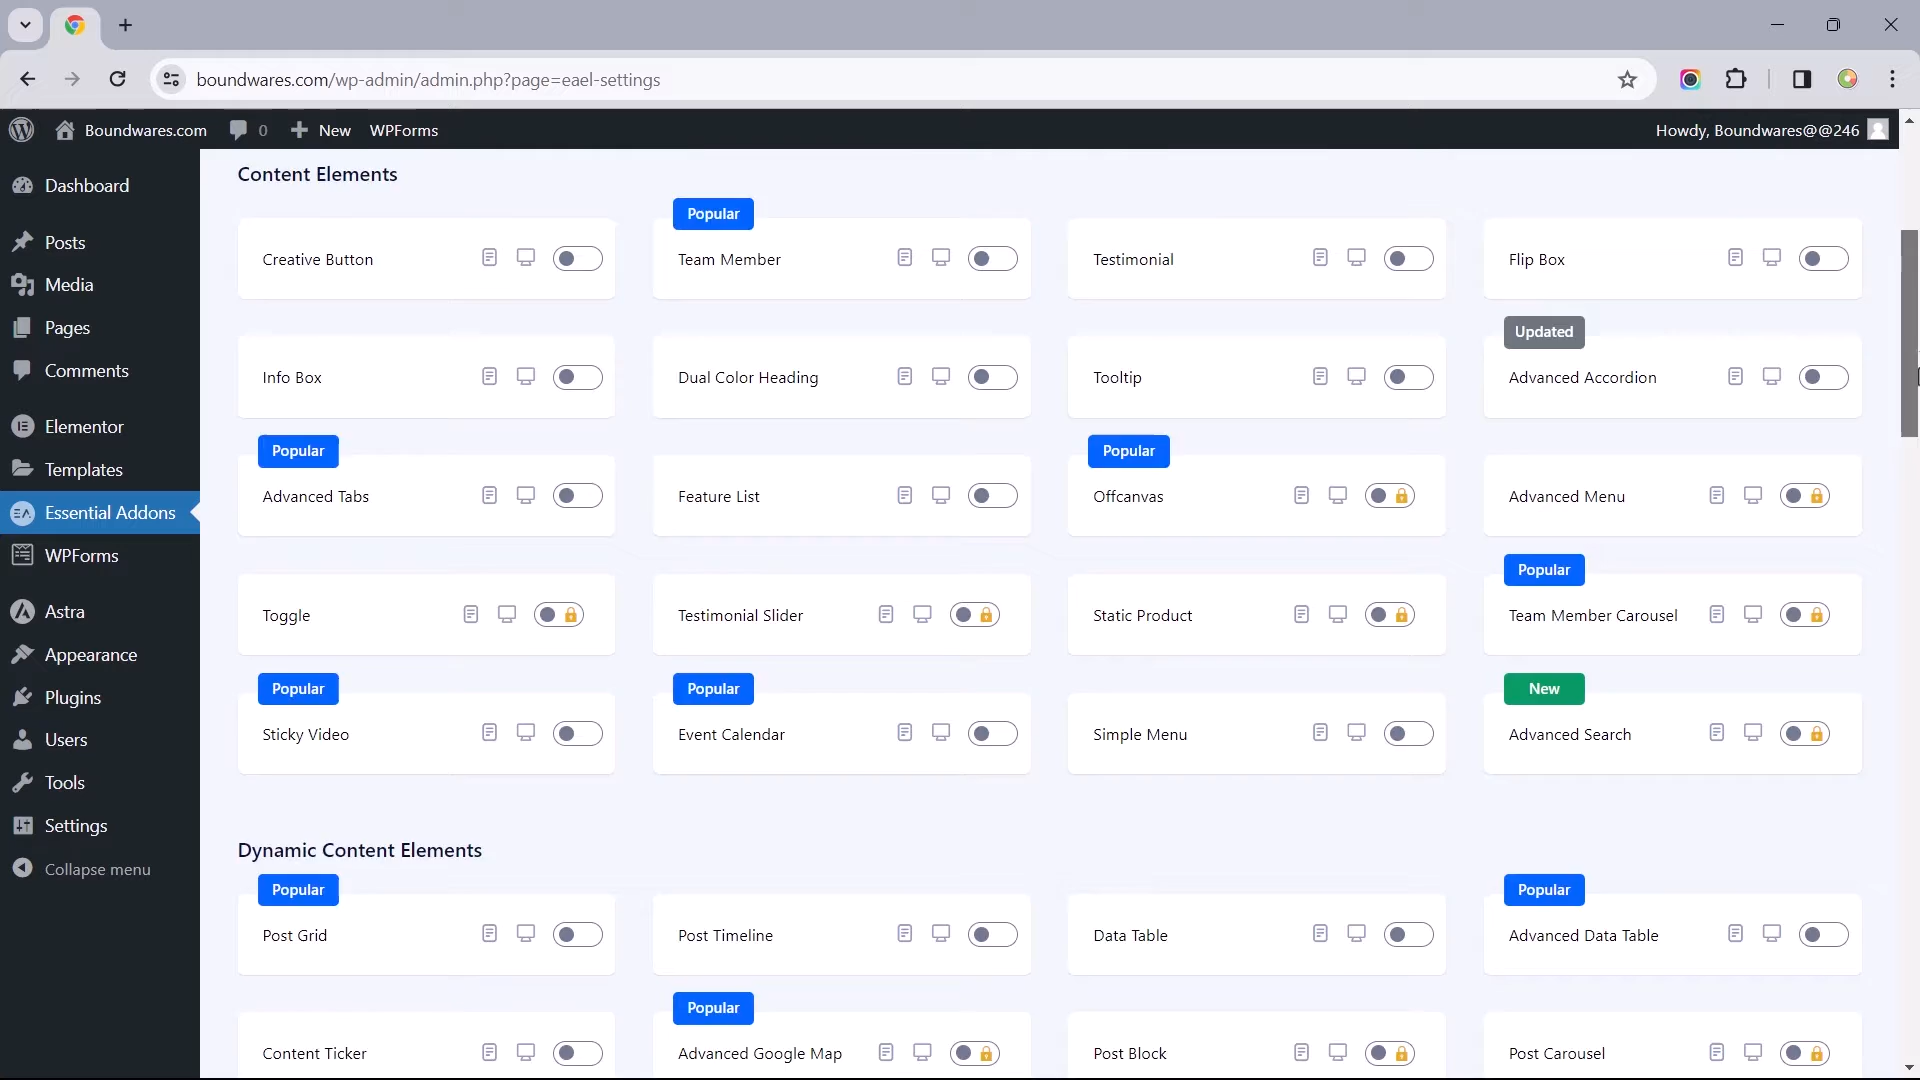 boundwares.com/wp-admin/admin.php?page=eael-settings
Boundwares.com
0
New
WPForms
Howdy, Boundwares@@246
Dashboard
Posts
Media
Pages
Comments
Elementor
Templates
Essential Addons
WPForms
Astra
Appearance
Plugins
Users
Tools
Settings
Collapse menu
Content Elements
Popular
Creative Button
Team Member
Testimonial
Flip Box
Updated
Info Box
Dual Color Heading
Tooltip
Advanced Accordion
Popular
Popular
Advanced Tabs
Feature List
Offcanvas
Advanced Menu
Popular
Toggle
Testimonial Slider
Static Product
Team Member Carousel
Popular
Popular
New
Sticky Video
Event Calendar
Simple Menu
Advanced Search
Dynamic Content Elements
Popular
Popular
Post Grid
Post Timeline
Data Table
Advanced Data Table
Popular
Content Ticker
Advanced Google Map
Post Block
Post Carousel